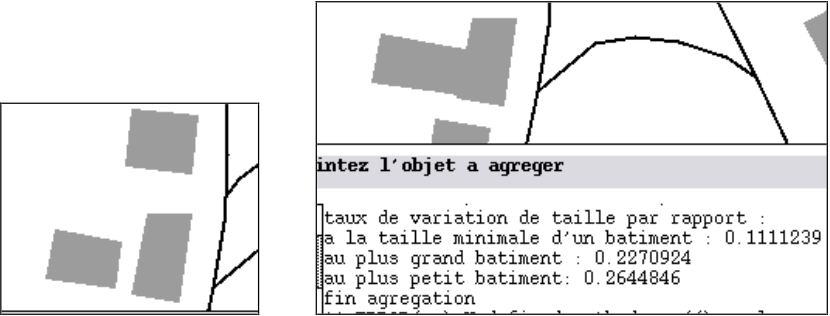 intez l'objet a agreger
taux de variation de taille par rapport :
a la taille minimale d'un batiment : 0.1111239
au plus grand batiment : 0.2270924
au plus petit batiment: 0.2644846
fin agregation